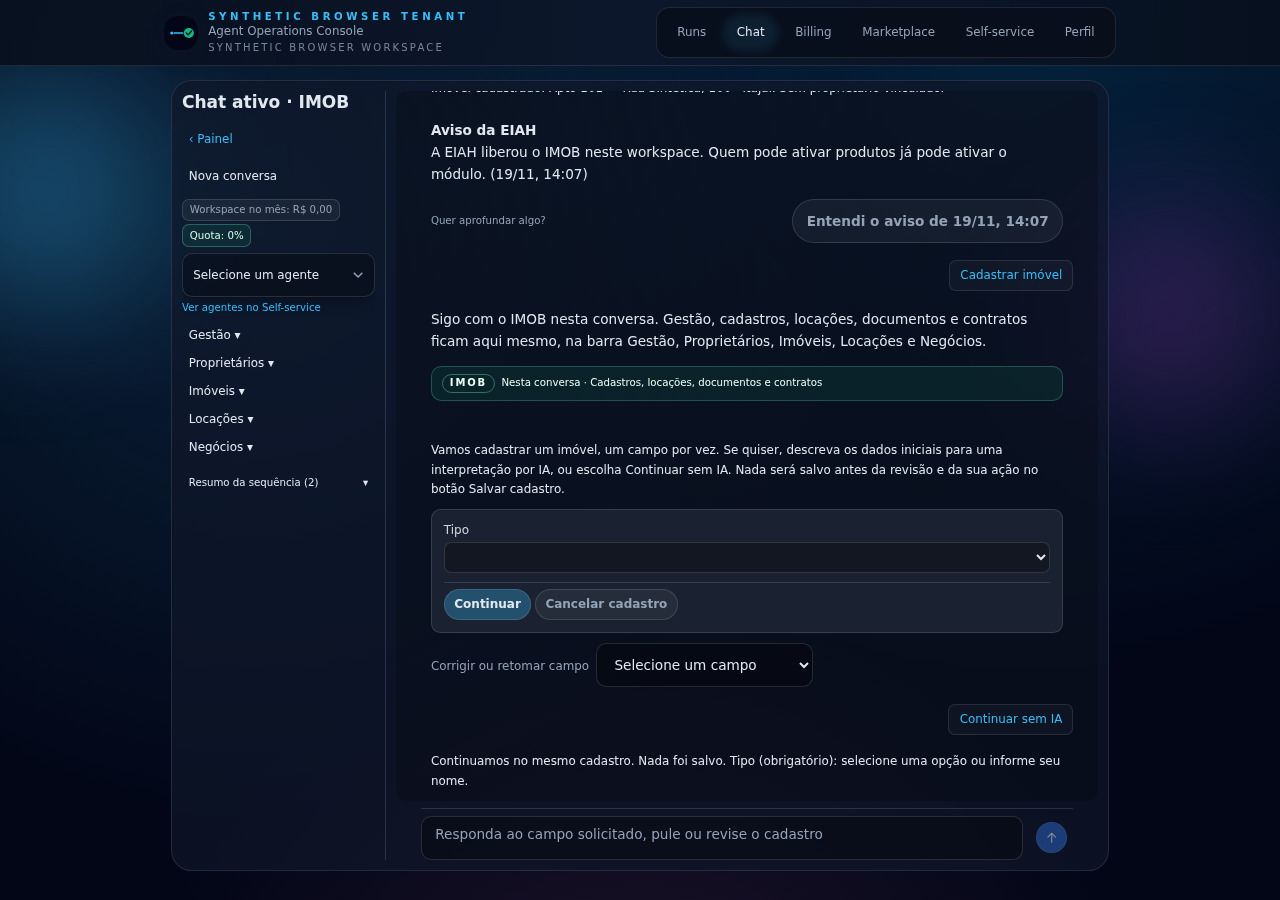 SYNTHETIC BROWSER TENANT
Agent Operations Console
SYNTHETIC BROWSER WORKSPACE
Runs
Chat
Billing
Marketplace
Self-service
Perfil
Chat ativo · IMOB
‹ Painel
Nova conversa
Workspace no mês: R$ 0,00
Quota: 0%
Selecione um agente
Ver agentes no Self-service
Gestão ▾
Proprietários ▾
Imóveis ▾
Locações ▾
Negócios ▾
Resumo da sequência (2) ▾
Aviso da EIAH
A EIAH liberou o IMOB neste workspace. Quem pode ativar produtos já pode ativar o
módulo. (19/11, 14:07)
Quer aprofundar algo?
Entendi o aviso de 19/11, 14:07
Cadastrar imóvel
Sigo com o IMOB nesta conversa. Gestão, cadastros, locações, documentos e contratos
ficam aqui mesmo, na barra Gestão, Proprietários, Imóveis, Locações e Negócios.
IMOB Nesta conversa · Cadastros, locações, documentos e contratos
Vamos cadastrar um imóvel, um campo por vez. Se quiser, descreva os dados iniciais para uma
interpretação por IA, ou escolha Continuar sem IA. Nada será salvo antes da revisão e da sua ação no
botão Salvar cadastro.
Tipo
Continuar
Cancelar cadastro
Corrigir ou retomar campo
Selecione um campo
Continuar sem IA
Continuamos no mesmo cadastro. Nada foi salvo. Tipo (obrigatório): selecione uma opção ou informe seu
nome.
Responda ao campo solicitado, pule ou revise o cadastro